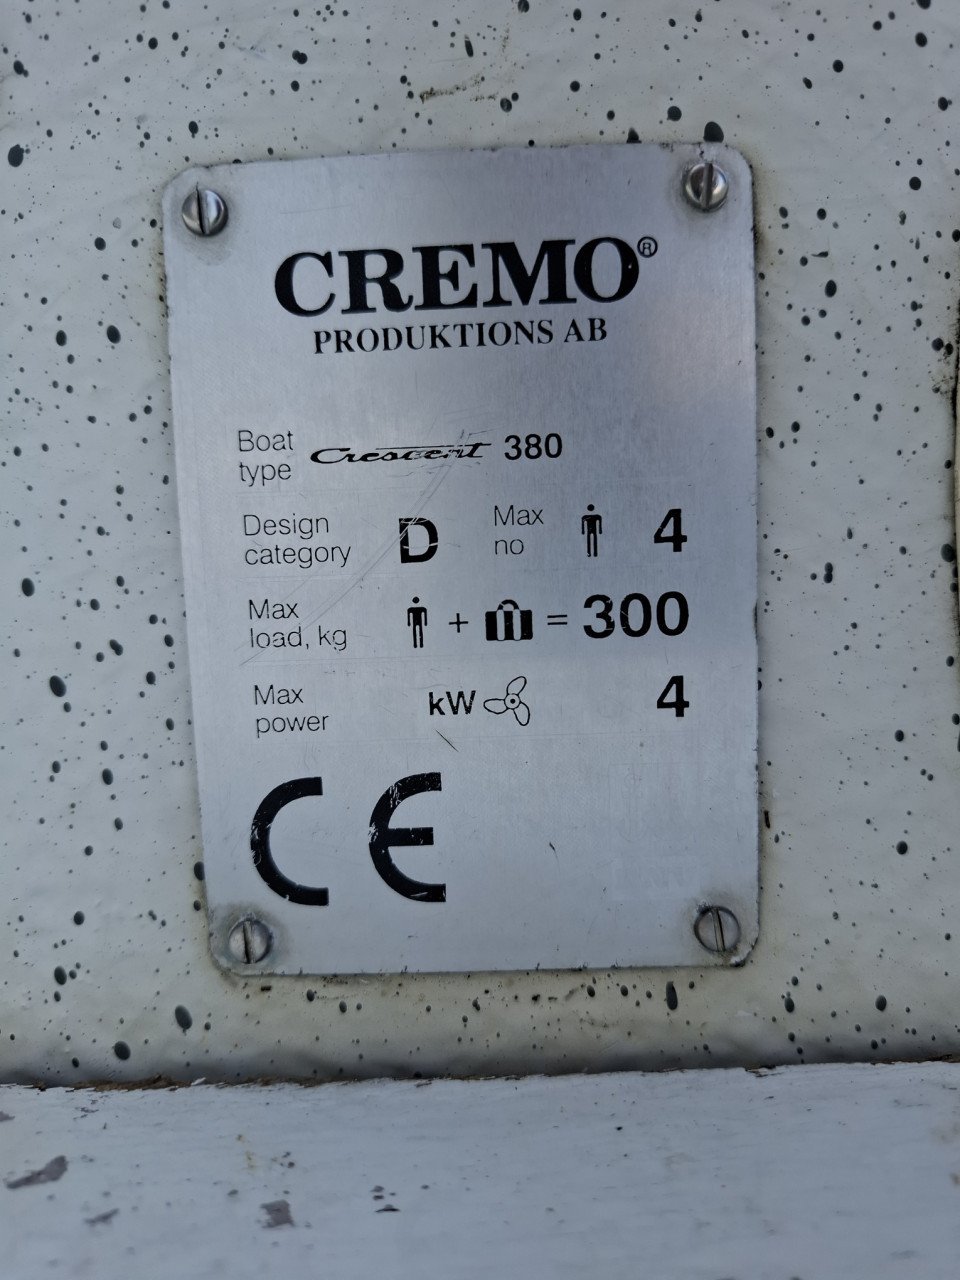 CREMO®
PRODUKTIONS AB
Boat type Crescent 380
Design category D Max no 4
Max load, kg + = 300
Max power kW 4
CE